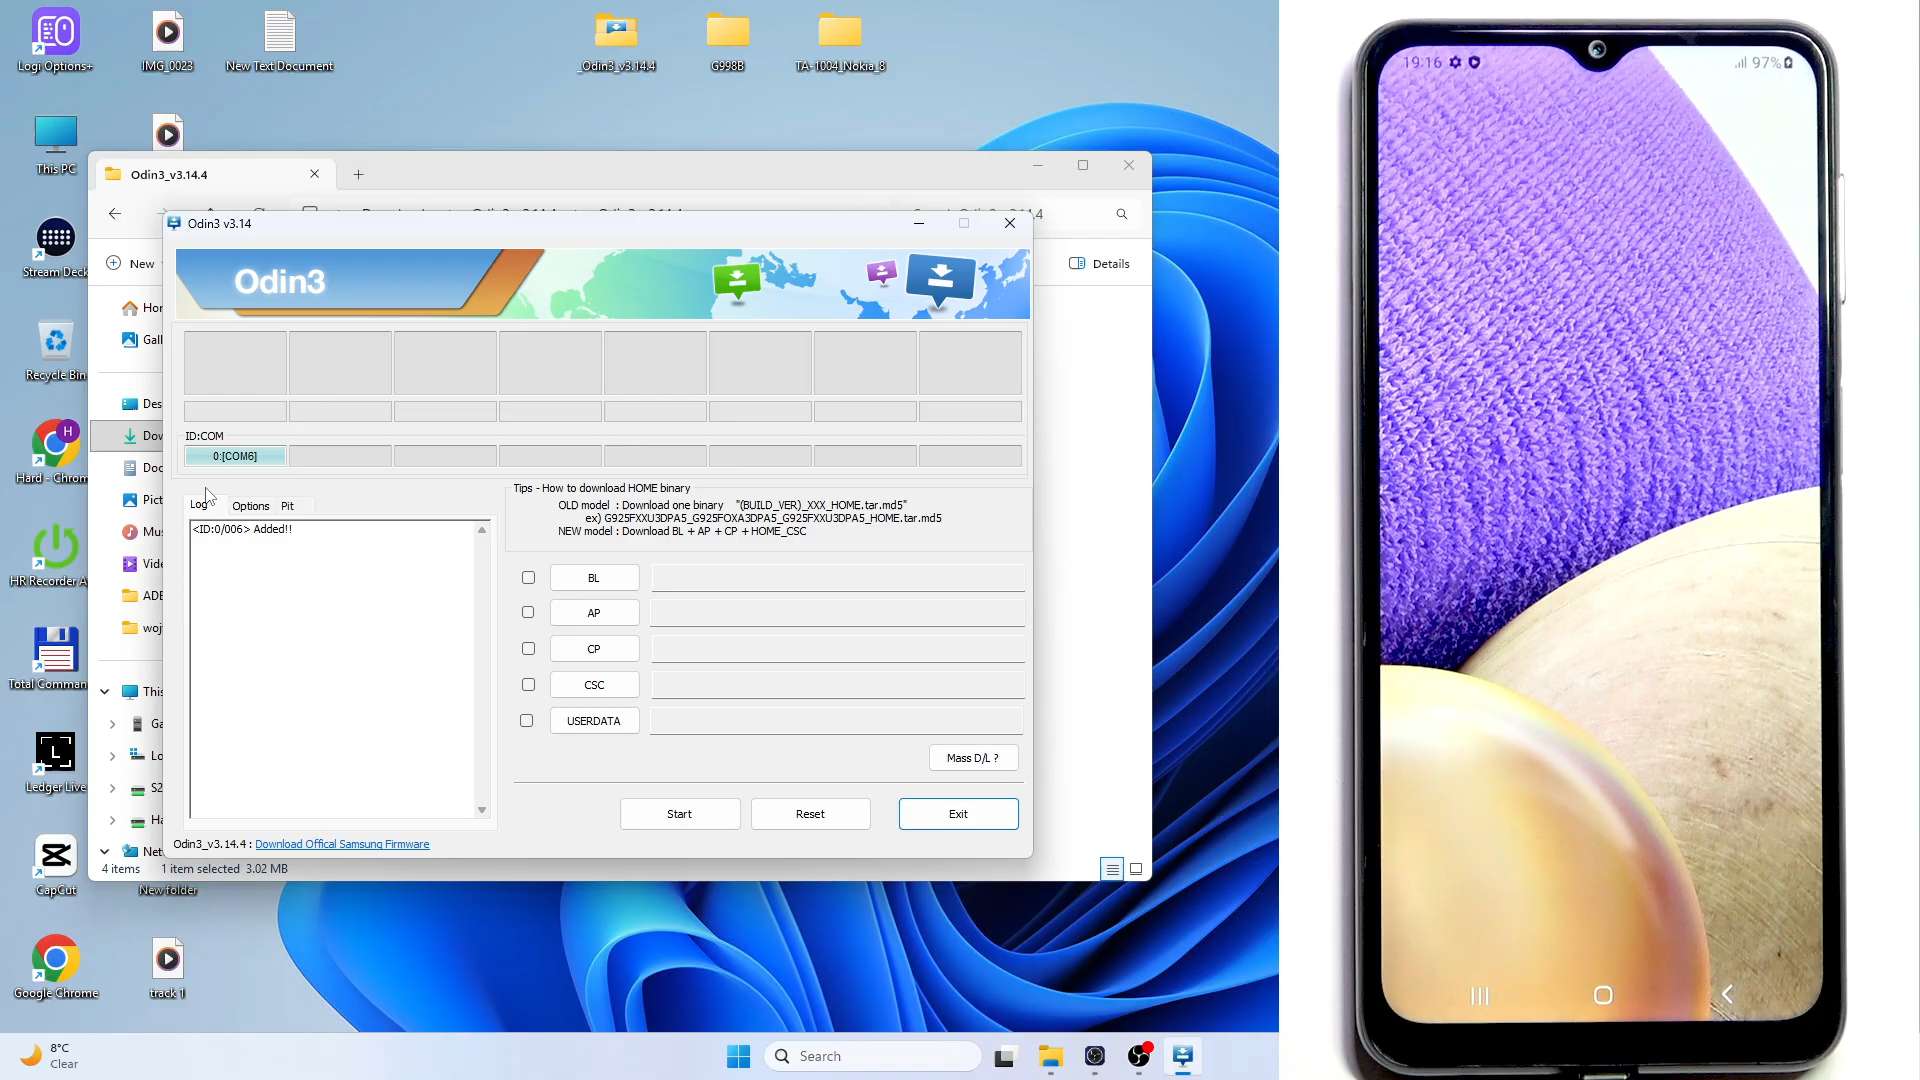 Logi Options+
IMG_0023
New Text Document
_Odin3_v3.14.4
G998B
TA-1004_Nokia_8
This PC
Stream Deck
Recycle Bin
Hard - Chrom
HR Recorder A
Total Comman
Ledger Live
CapCut
New folder
Google Chrome
track 1
Odin3_v3.14.4
New
Details
Hor
Gall
Des
Dov
Doc
Pict
Mus
Vide
ADE
woj
This
Ga
Lo
S2
Ha
Net
4 items 1 item selected 3.02 MB
Odin3 v3.14
Odin3
ID:COM
0:[COM6]
Log Options Pit
<ID:0/006> Added!!
Tips - How to download HOME binary
OLD model : Download one binary "(BUILD_VER)_XXX_HOME.tar.md5"
ex) G925FXXU3DPA5_G925FOXA3DPA5_G925FXXU3DPA5_HOME.tar.md5
NEW model : Download BL + AP + CP + HOME_CSC
BL
AP
CP
CSC
USERDATA
Mass D/L ?
Start Reset Exit
Odin3_v3.14.4 : Download Offical Samsung Firmware
8°C
Clear
Search
19:16
97%